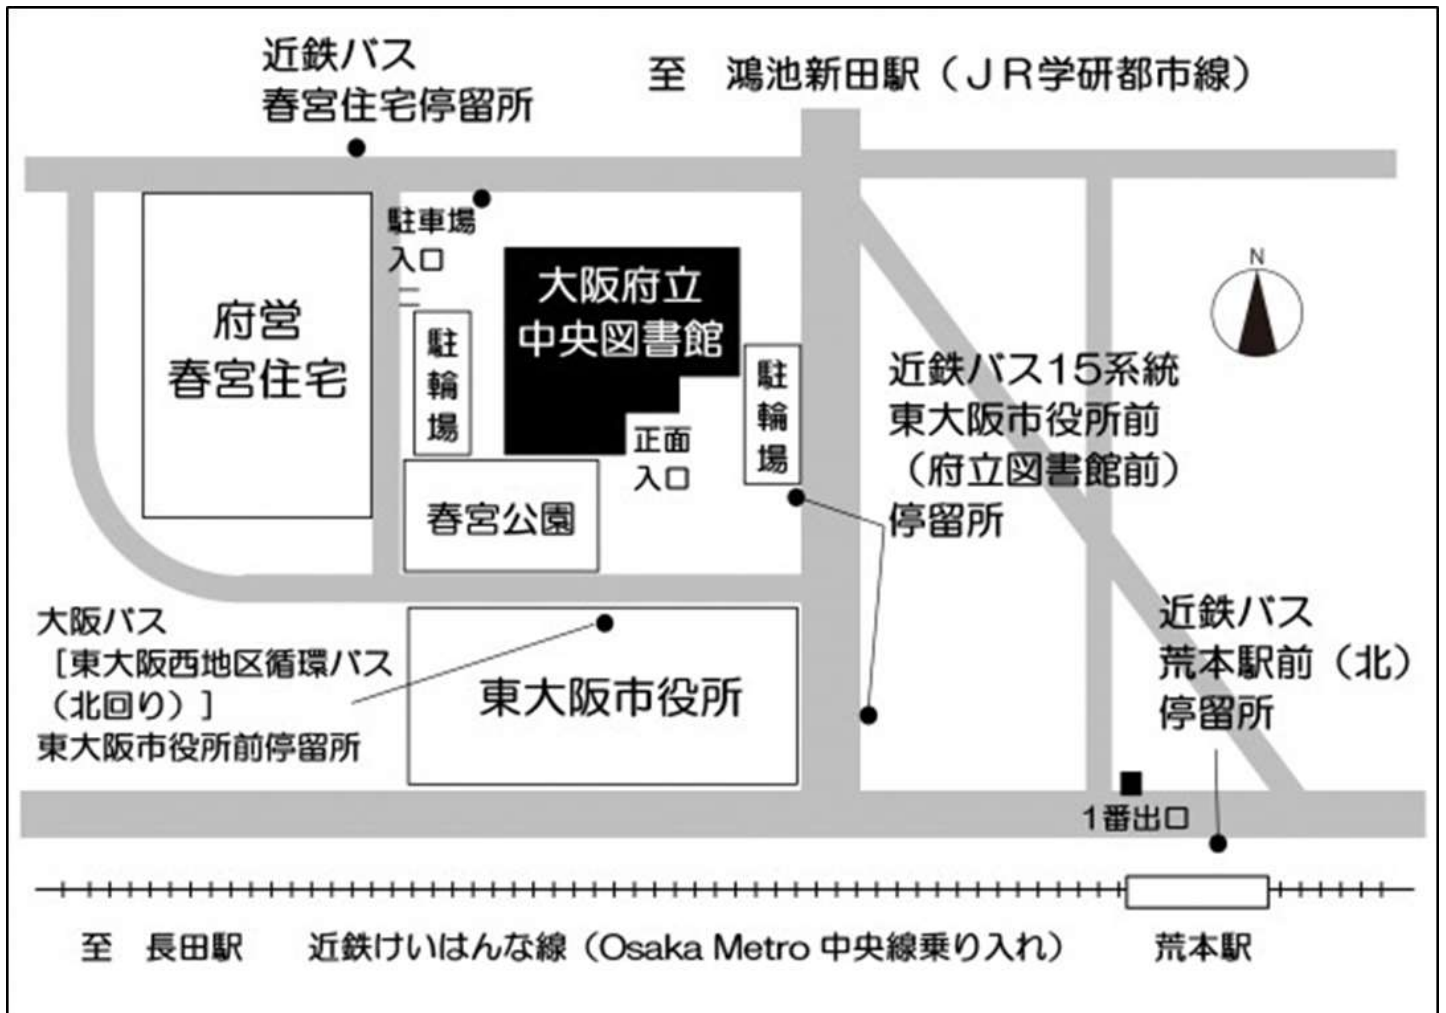 近鉄バス
春宮住宅停留所
至　鴻池新田駅（ＪＲ学研都市線）
駐車場
入口
府営
春宮住宅
大阪府立
中央図書館
駐輪場
駐輪場
正面
入口
春宮公園
N
近鉄バス15系統
東大阪市役所前
（府立図書館前）
停留所
大阪バス
［東大阪西地区循環バス
（北回り）］
東大阪市役所前停留所
東大阪市役所
近鉄バス
荒本駅前（北）
停留所
1番出口
至　長田駅　　近鉄けいはんな線（Osaka Metro 中央線乗り入れ）　　荒本駅